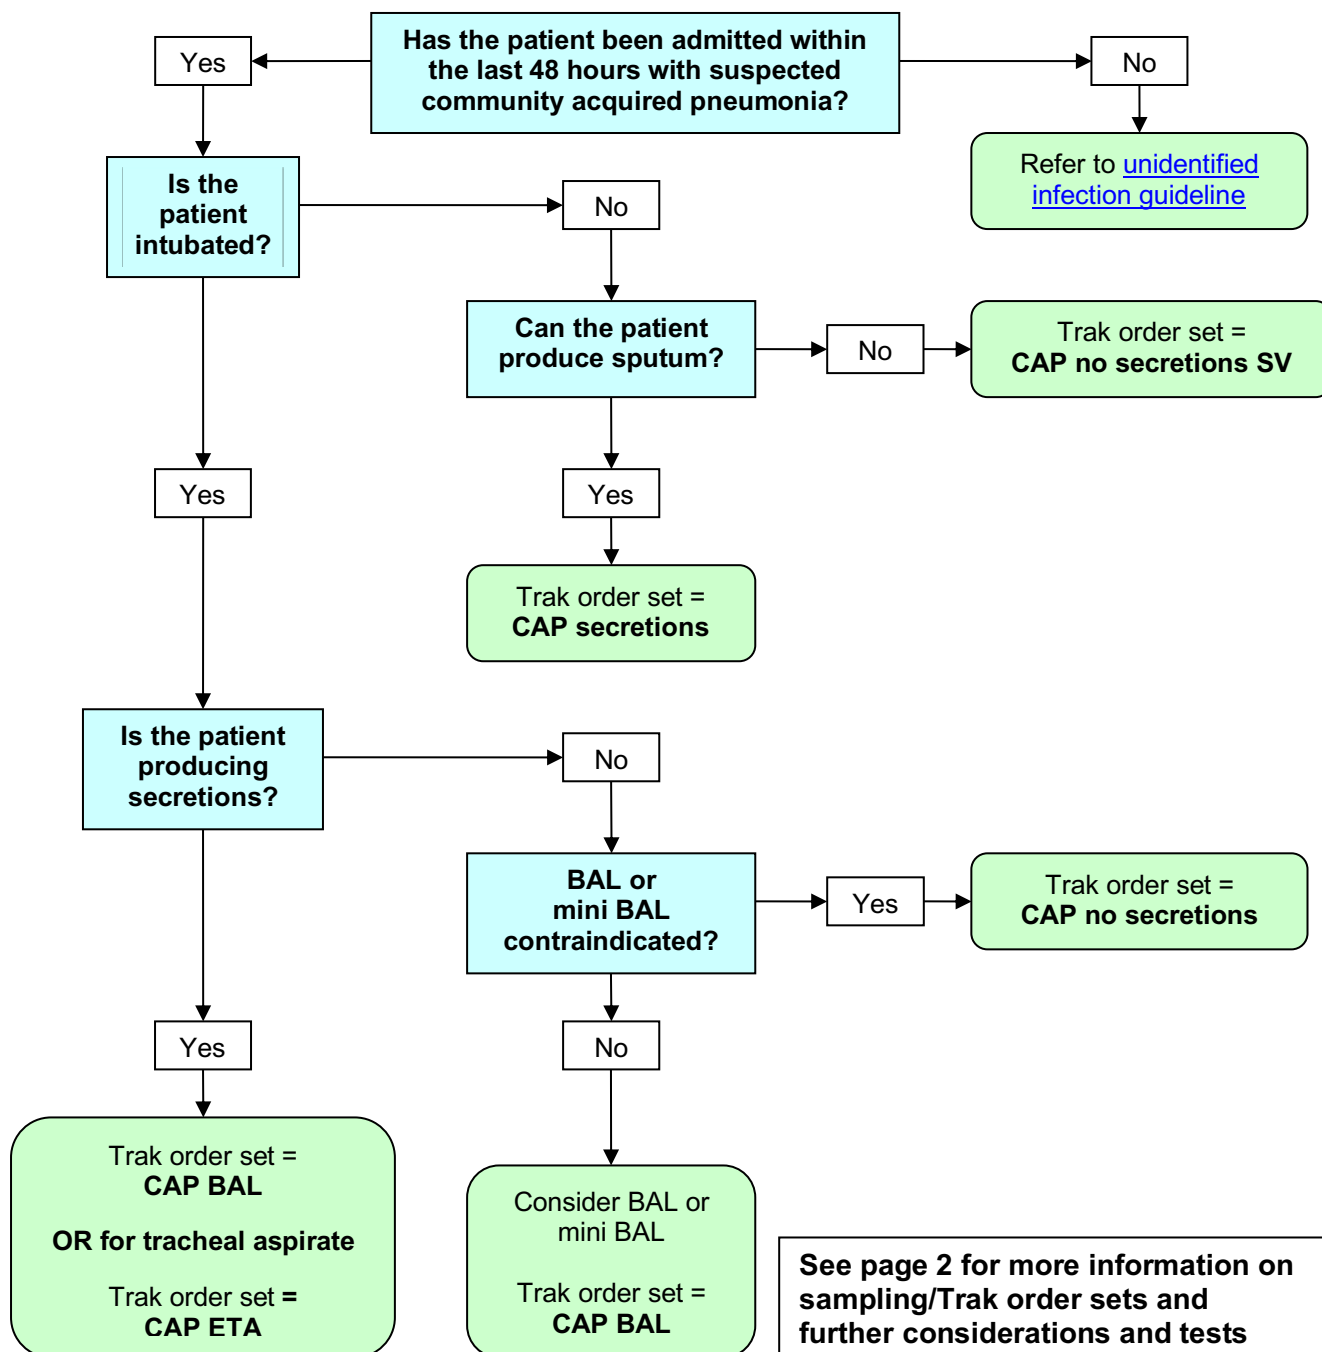 Has the patient been admitted within
the last 48 hours with suspected
community acquired pneumonia?
Yes
No
Refer to unidentified
infection guideline
Is the
patient
intubated?
No
Can the patient
produce sputum?
No
Trak order set =
CAP no secretions SV
Yes
Yes
Trak order set =
CAP secretions
Is the patient
producing
secretions?
No
BAL or
mini BAL
contraindicated?
Yes
Trak order set =
CAP no secretions
Yes
No
Trak order set =
CAP BAL
OR for tracheal aspirate
Trak order set =
CAP ETA
Consider BAL or
mini BAL
Trak order set =
CAP BAL
See page 2 for more information on
sampling/Trak order sets and
further considerations and tests